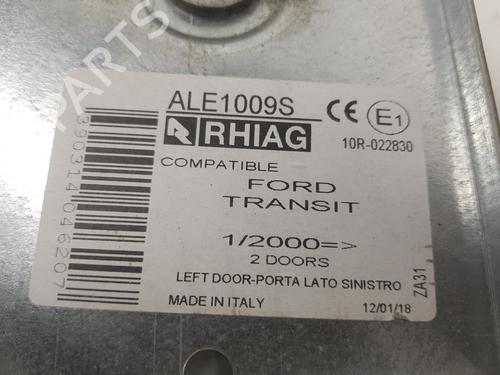 ALE1009S
CE
E1
RHIAG
10R-022830
COMPATIBLE
FORD
TRANSIT
1/2000=>
2 DOORS
LEFT DOOR-PORTA LATO SINISTRO
MADE IN ITALY
12/01/18
ZA31
390314046207
B-PARTS